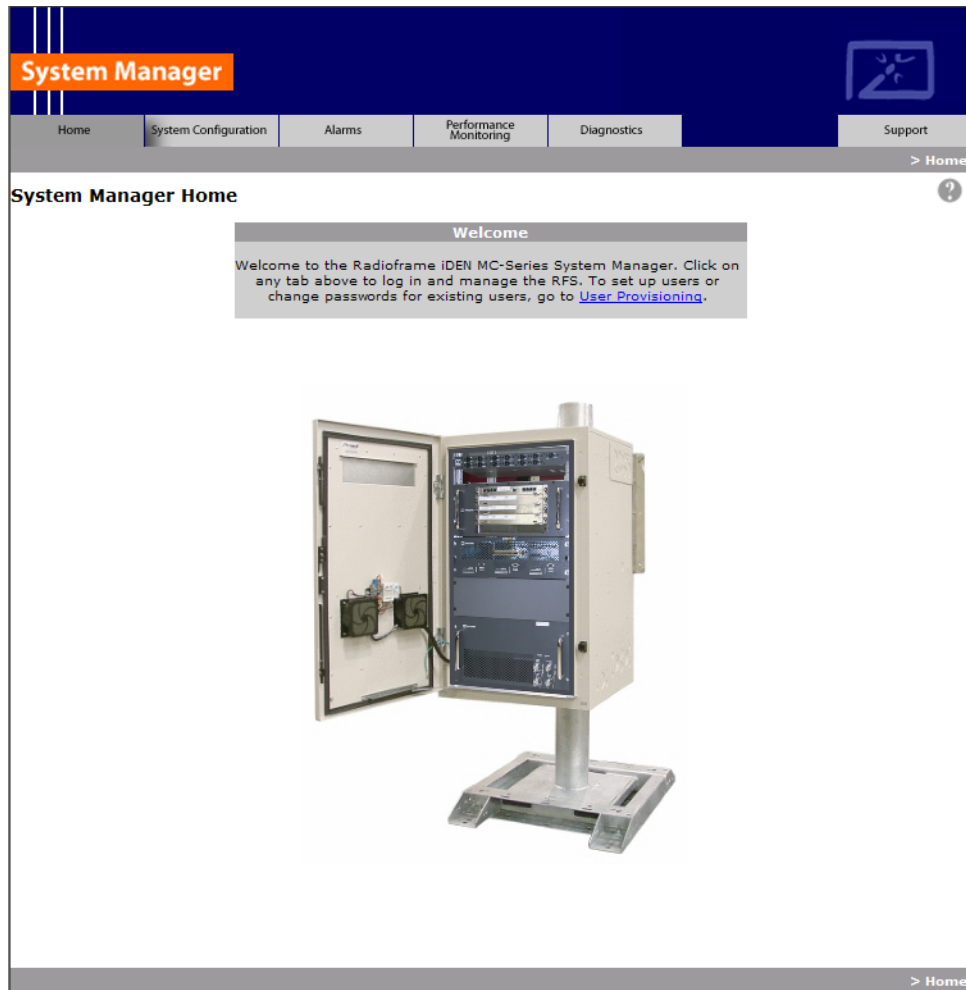 System Manager
Home
System Configuration
Alarms
Performance
Monitoring
Diagnostics
Support
> Home
System Manager Home
?
Welcome
Welcome to the Radioframe iDEN MC-Series System Manager. Click on
any tab above to log in and manage the RFS. To set up users or
change passwords for existing users, go to User Provisioning.
> Home